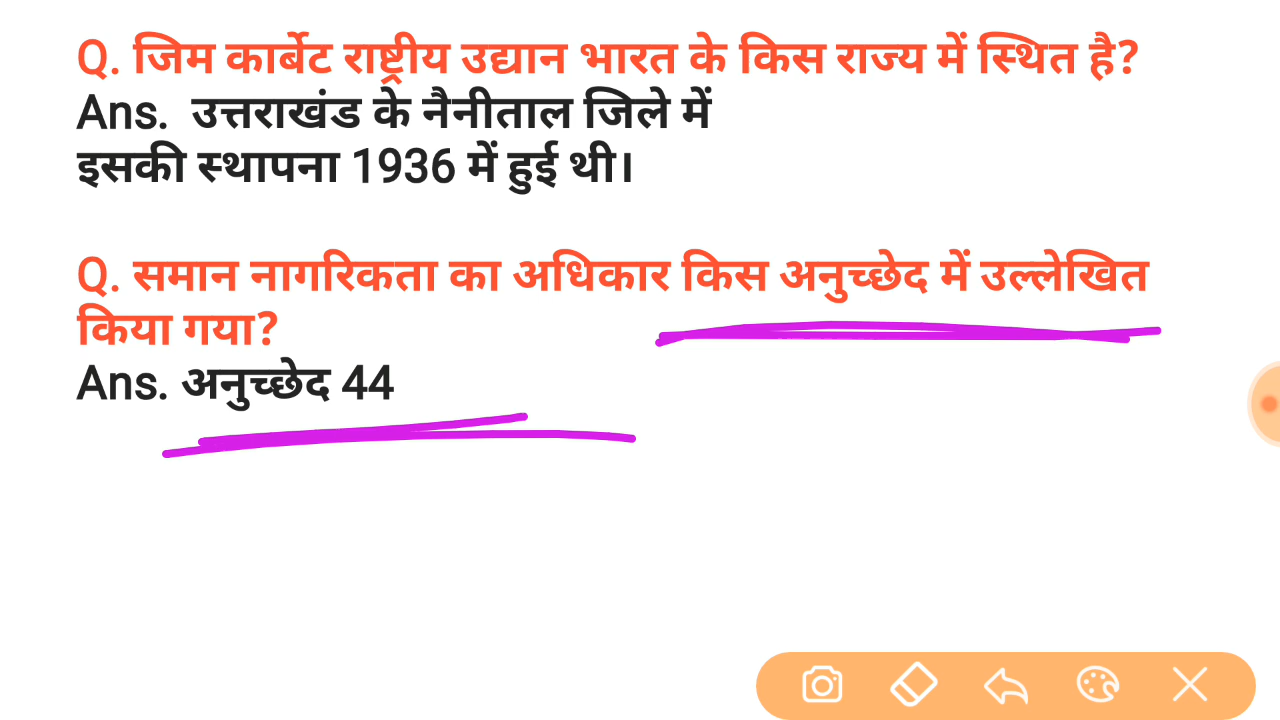 Q. जिम कार्बेट राष्ट्रीय उद्यान भारत के किस राज्य में स्थित है?
Ans. उत्तराखंड के नैनीताल जिले में
इसकी स्थापना 1936 में हुई थी।
Q. समान नागरिकता का अधिकार किस अनुच्छेद में उल्लेखित
किया गया?
Ans. अनुच्छेद 44